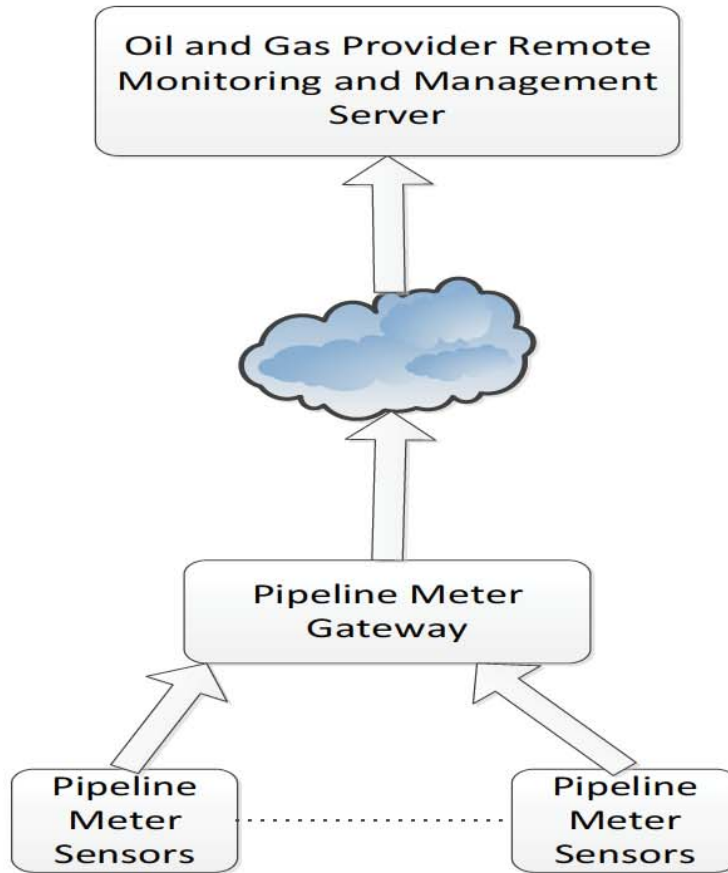 Oil and Gas Provider Remote
Monitoring and Management
Server
Pipeline Meter
Gateway
Pipeline
Meter
Sensors
Pipeline
Meter
Sensors